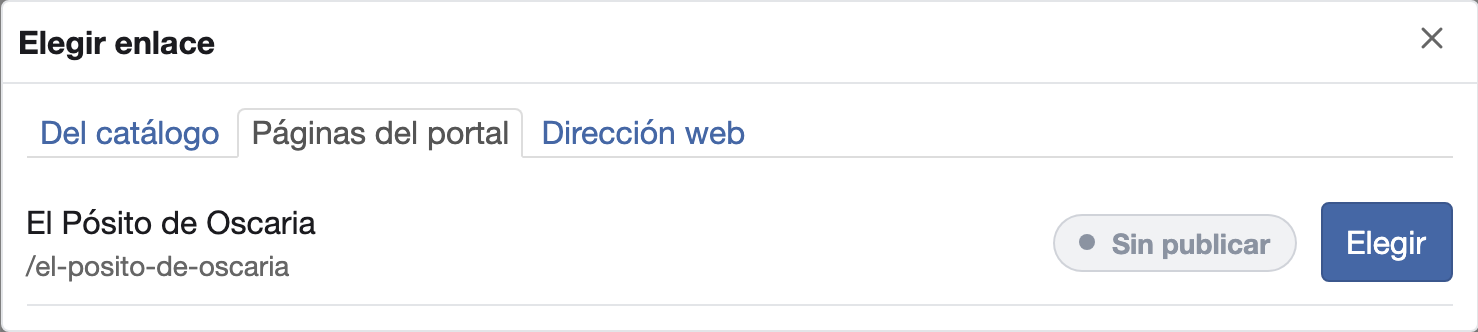 Elegir enlace
Del catálogo Páginas del portal Dirección web
El Pósito de Oscaria
/el-posito-de-oscaria
Sin publicar
Elegir